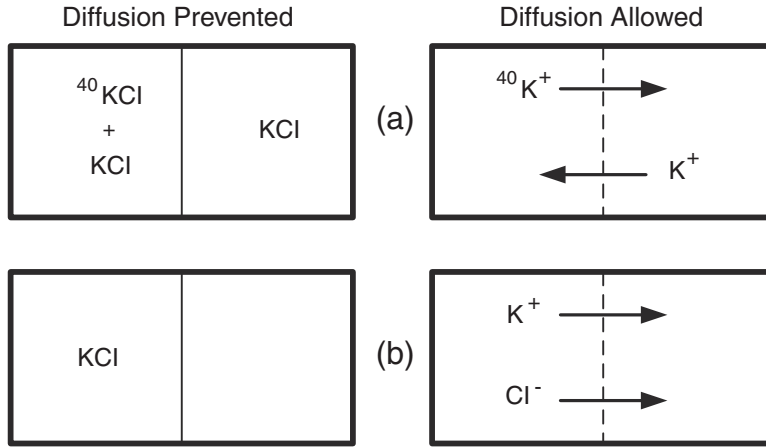 Diffusion Prevented
Diffusion Allowed
⁴⁰KCl
+
KCl
KCl
(a)
⁴⁰K⁺
K⁺
KCl
(b)
K⁺
Cl⁻